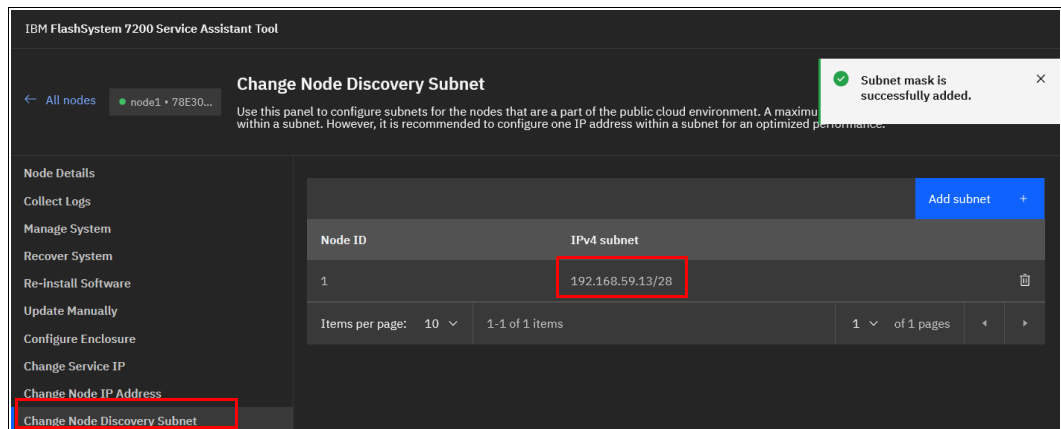 IBM FlashSystem 7200 Service Assistant Tool
Subnet mask is
successfully added.
← All nodes
node1 • 78E30...
Change Node Discovery Subnet
Use this panel to configure subnets for the nodes that are a part of the public cloud environment. A maximu
within a subnet. However, it is recommended to configure one IP address within a subnet for an optimized performance.
Node Details
Collect Logs
Manage System
Recover System
Re-install Software
Update Manually
Configure Enclosure
Change Service IP
Change Node IP Address
Change Node Discovery Subnet
Add subnet +
Node ID IPv4 subnet
1 192.168.59.13/28
Items per page: 10 1-1 of 1 items 1 of 1 pages